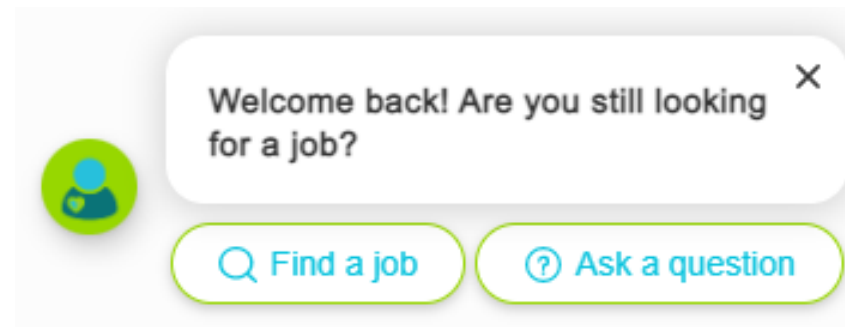 Welcome back! Are you still looking
for a job?
Find a job
Ask a question